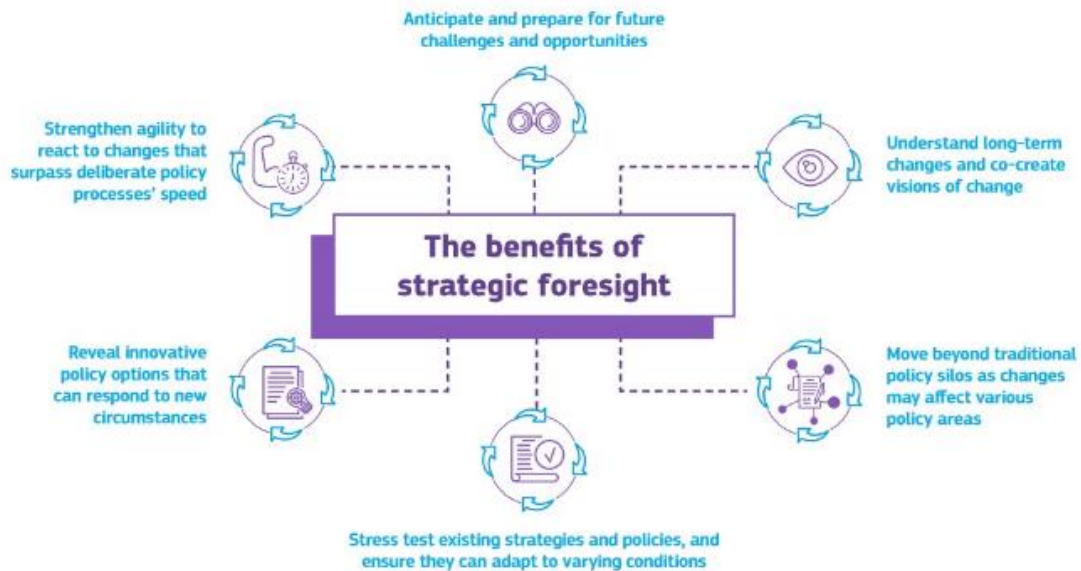 Anticipate and prepare for future
challenges and opportunities
Strengthen agility to
react to changes that
surpass deliberate policy
processes' speed
Understand long-term
changes and co-create
visions of change
The benefits of
strategic foresight
Reveal innovative
policy options that
can respond to new
circumstances
Move beyond traditional
policy silos as changes
may affect various
policy areas
Stress test existing strategies and policies, and
ensure they can adapt to varying conditions